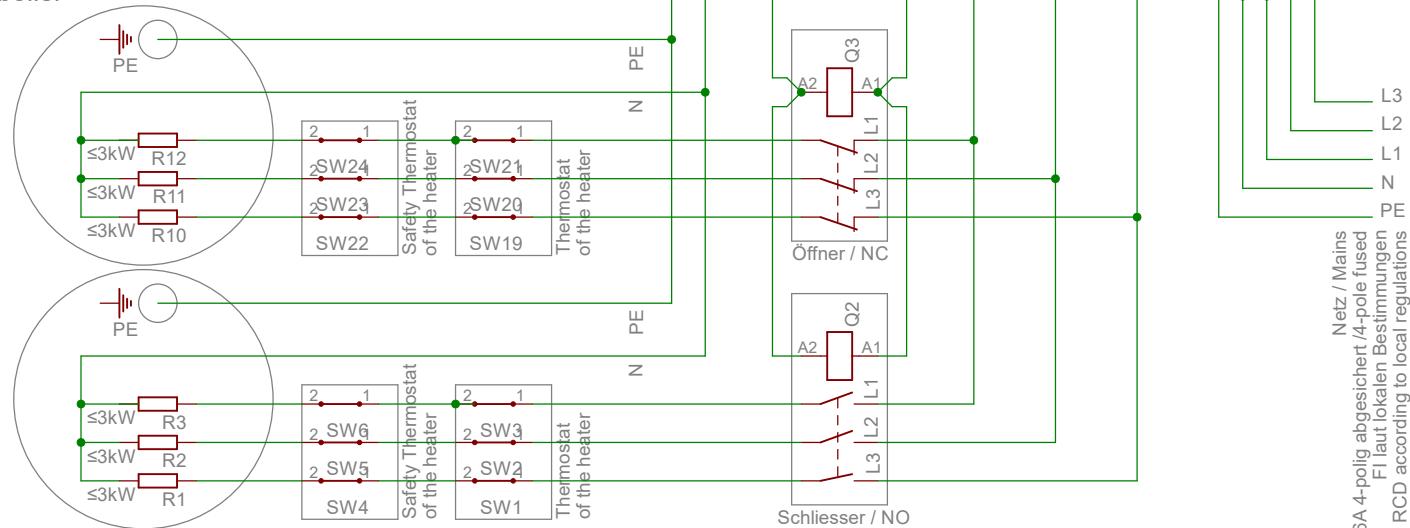 PE
PE
N
≤3kW
R12
≤3kW
R11
≤3kW
R10
2 1
SW24
2 1
SW23
2 1
SW22
Safety Thermostat
of the heater
2 1
SW21
2 1
SW20
2 1
SW19
Thermostat
of the heater
Q3
A2
A1
L1
L2
L3
Öffner / NC
PE
PE
N
≤3kW
R3
≤3kW
R2
≤3kW
R1
2 1
SW6
2 1
SW5
2 1
SW4
Safety Thermostat
of the heater
2 1
SW3
2 1
SW2
2 1
SW1
Thermostat
of the heater
Q2
A2
A1
L1
L2
L3
Schliesser / NO
L3
L2
L1
N
PE
Netz / Mains
4-polig abgesichert /4-pole fused
FI laut lokalen Bestimmungen
RCD according to local regulations